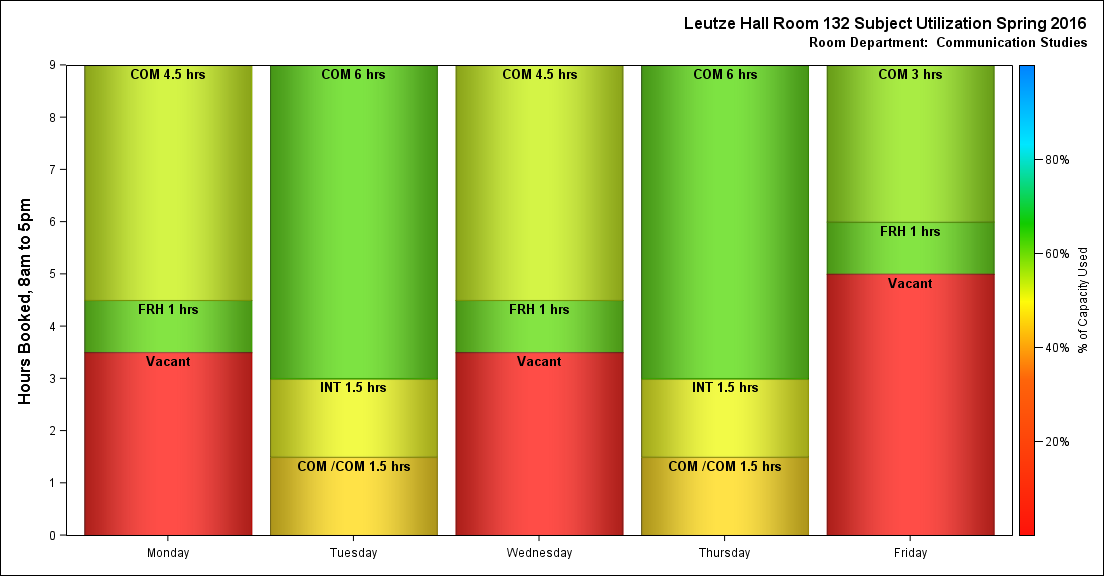 Leutze Hall Room 132 Subject Utilization Spring 2016
Room Department:  Communication Studies
Hours Booked, 8am to 5pm
9
8
7
6
5
4
3
2
1
0
COM 4.5 hrs
FRH 1 hrs
Vacant
COM 6 hrs
INT 1.5 hrs
COM /COM 1.5 hrs
COM 4.5 hrs
FRH 1 hrs
Vacant
COM 6 hrs
INT 1.5 hrs
COM /COM 1.5 hrs
COM 3 hrs
FRH 1 hrs
Vacant
Monday
Tuesday
Wednesday
Thursday
Friday
80%
60%
40%
20%
% of Capacity Used